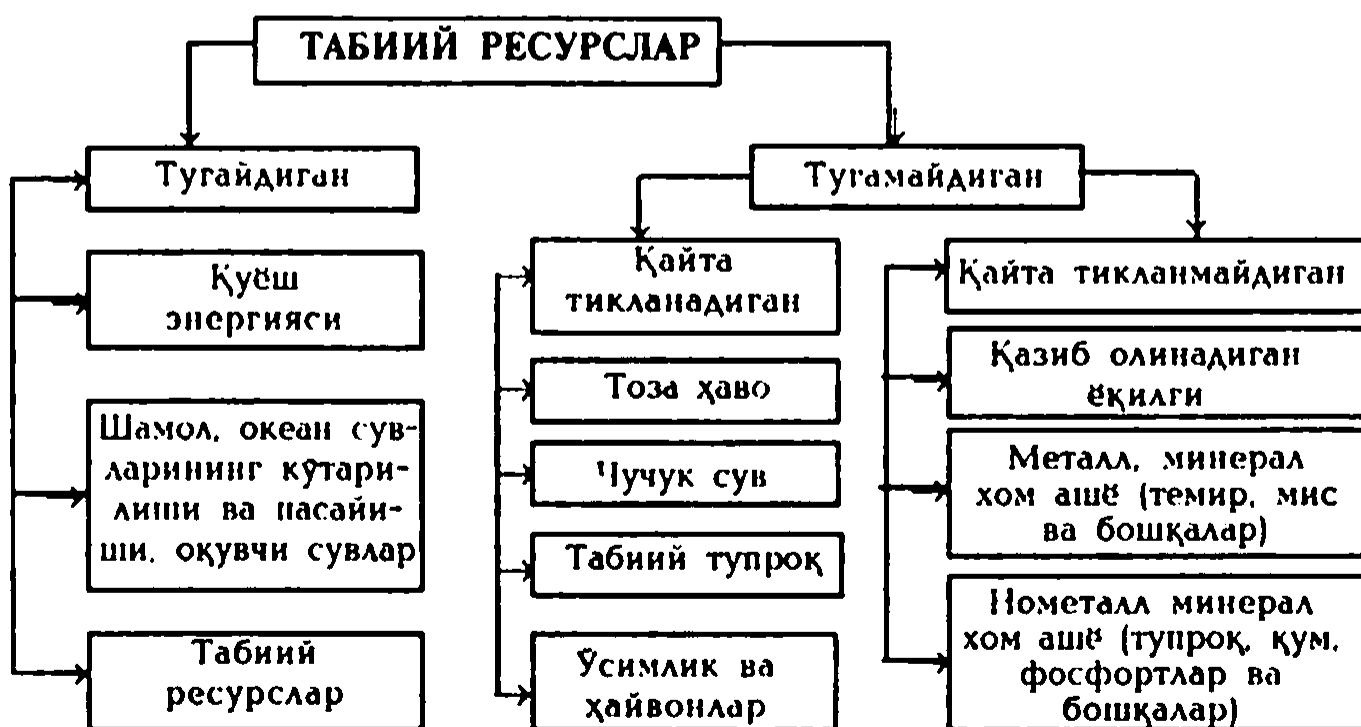 ТАБИИЙ РЕСУРСЛАР
Тугайдиган
Қуёш
энергияси
Шамол, океан сув-
ларининг кўтари-
лиши ва пасайи-
ши, оқувчи сувлар
Табиий
ресурслар
Тугамайдиган
Қайта
тикланадиган
Тоза ҳаво
Чучук сув
Табиий тупроқ
Ўсимлик ва
ҳайвонлар
Қайта тикланмайдиган
Қазиб олинадиган
ёқилги
Металл, минерал
хом ашё (темир, мис
ва бошқалар)
Нометалл минерал
хом ашё (тупроқ, қум,
фосфортлар ва
бошқалар)